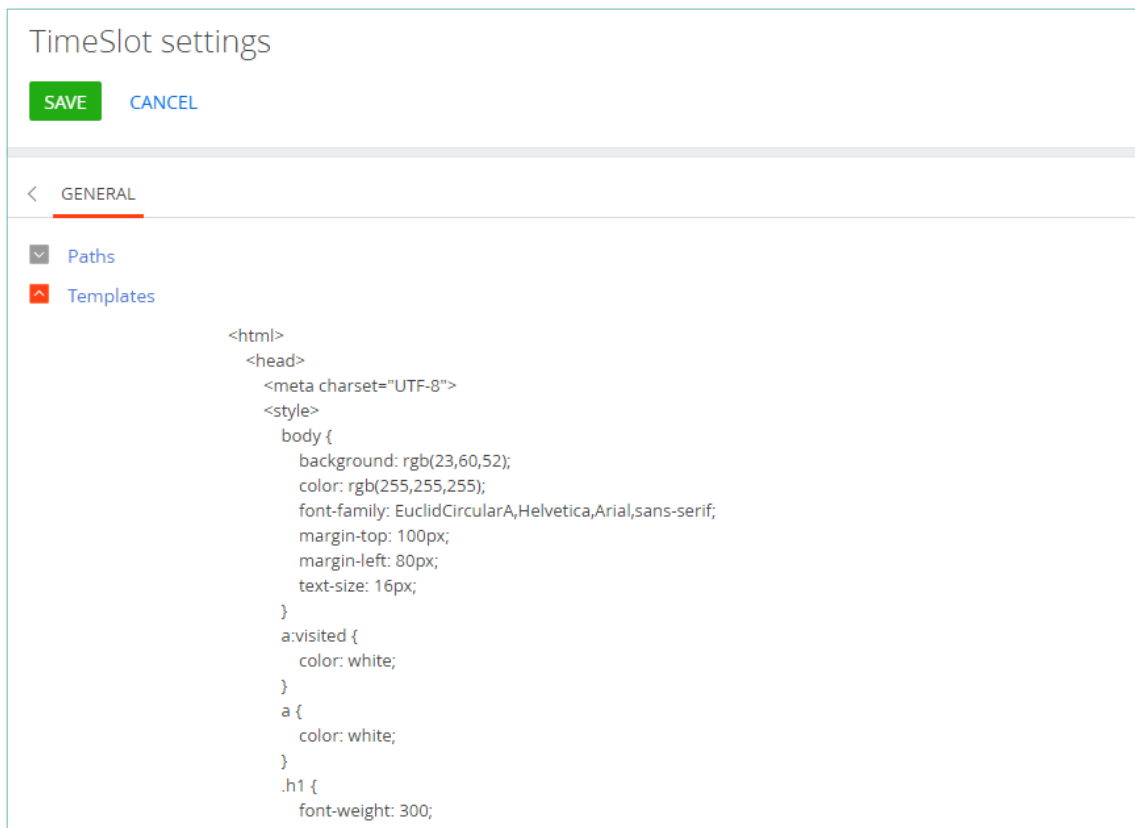 TimeSlot settings
SAVE CANCEL
GENERAL
Paths
Templates
<html>
<head>
<meta charset="UTF-8">
<style>
body {
background: rgb(23,60,52);
color: rgb(255,255,255);
font-family: EuclidCircularA,Helvetica,Arial,sans-serif;
margin-top: 100px;
margin-left: 80px;
text-size: 16px;
}
a:visited {
color: white;
}
a {
color: white;
}
.h1 {
font-weight: 300;